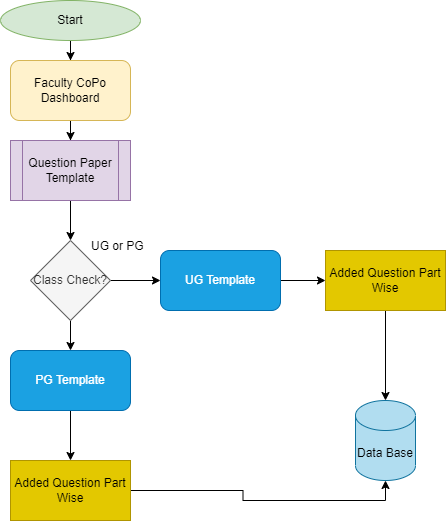 Start
Faculty CoPo
Dashboard
Question Paper
Template
UG or PG
Class Check?
UG Template
Added Question Part
Wise
PG Template
Data Base
Added Question Part
Wise